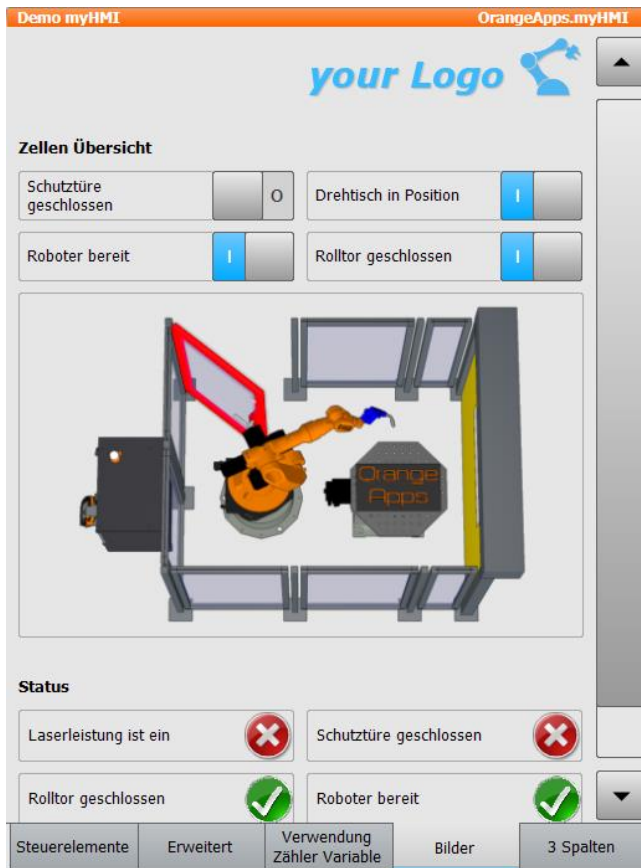 Demo myHMI
OrangeApps.myHMI
your Logo
Zellen Übersicht
Schutztüre
geschlossen
O
Drehtisch in Position
I
Roboter bereit
I
Rolltor geschlossen
I
Orange
Apps
Status
Laserleistung ist ein
Schutztüre geschlossen
Rolltor geschlossen
Roboter bereit
Steuerelemente
Erweitert
Verwendung
Zähler Variable
Bilder
3 Spalten